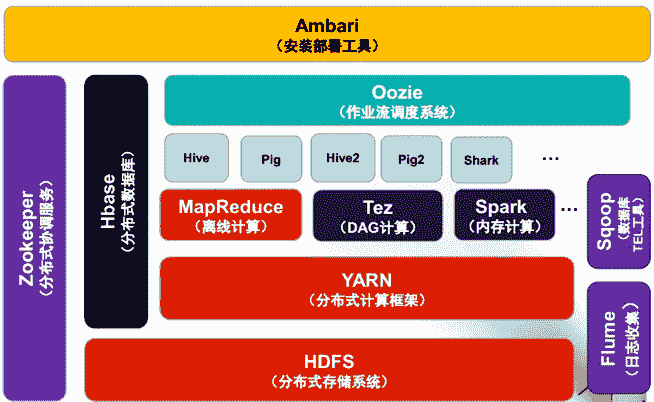 Ambari
（安装部署工具）
Zookeeper
（分布式协调服务）
Hbase
（分布式数据库）
Oozie
（作业流调度系统）
Hive
Pig
Hive2
Pig2
Shark
...
MapReduce
（离线计算）
Tez
（DAG计算）
Spark
（内存计算）
...
Sqoop
（数据库
TEL工具）
YARN
（分布式计算框架）
Flume
（日志收集）
HDFS
（分布式存储系统）